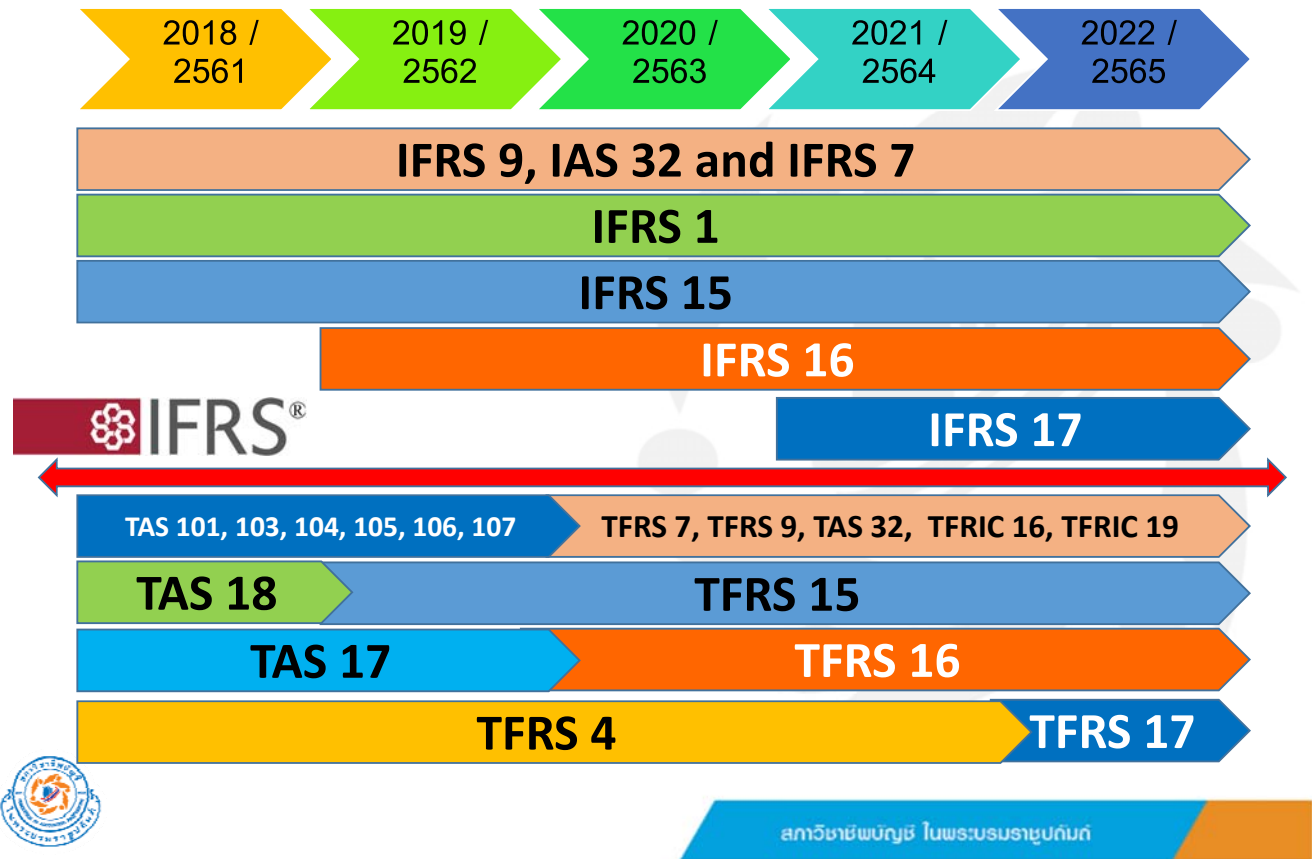 2018 /
2561
2019 /
2562
2020 /
2563
2021 /
2564
2022 /
2565
IFRS 9, IAS 32 and IFRS 7
IFRS 1
IFRS 15
IFRS 16
IFRS®
IFRS 17
TAS 101, 103, 104, 105, 106, 107
TFRS 7, TFRS 9, TAS 32, TFRIC 16, TFRIC 19
TAS 18
TFRS 15
TAS 17
TFRS 16
TFRS 4
TFRS 17
สภาวิชาชีพบัญชี ในพระบรมราชูปถัมภ์